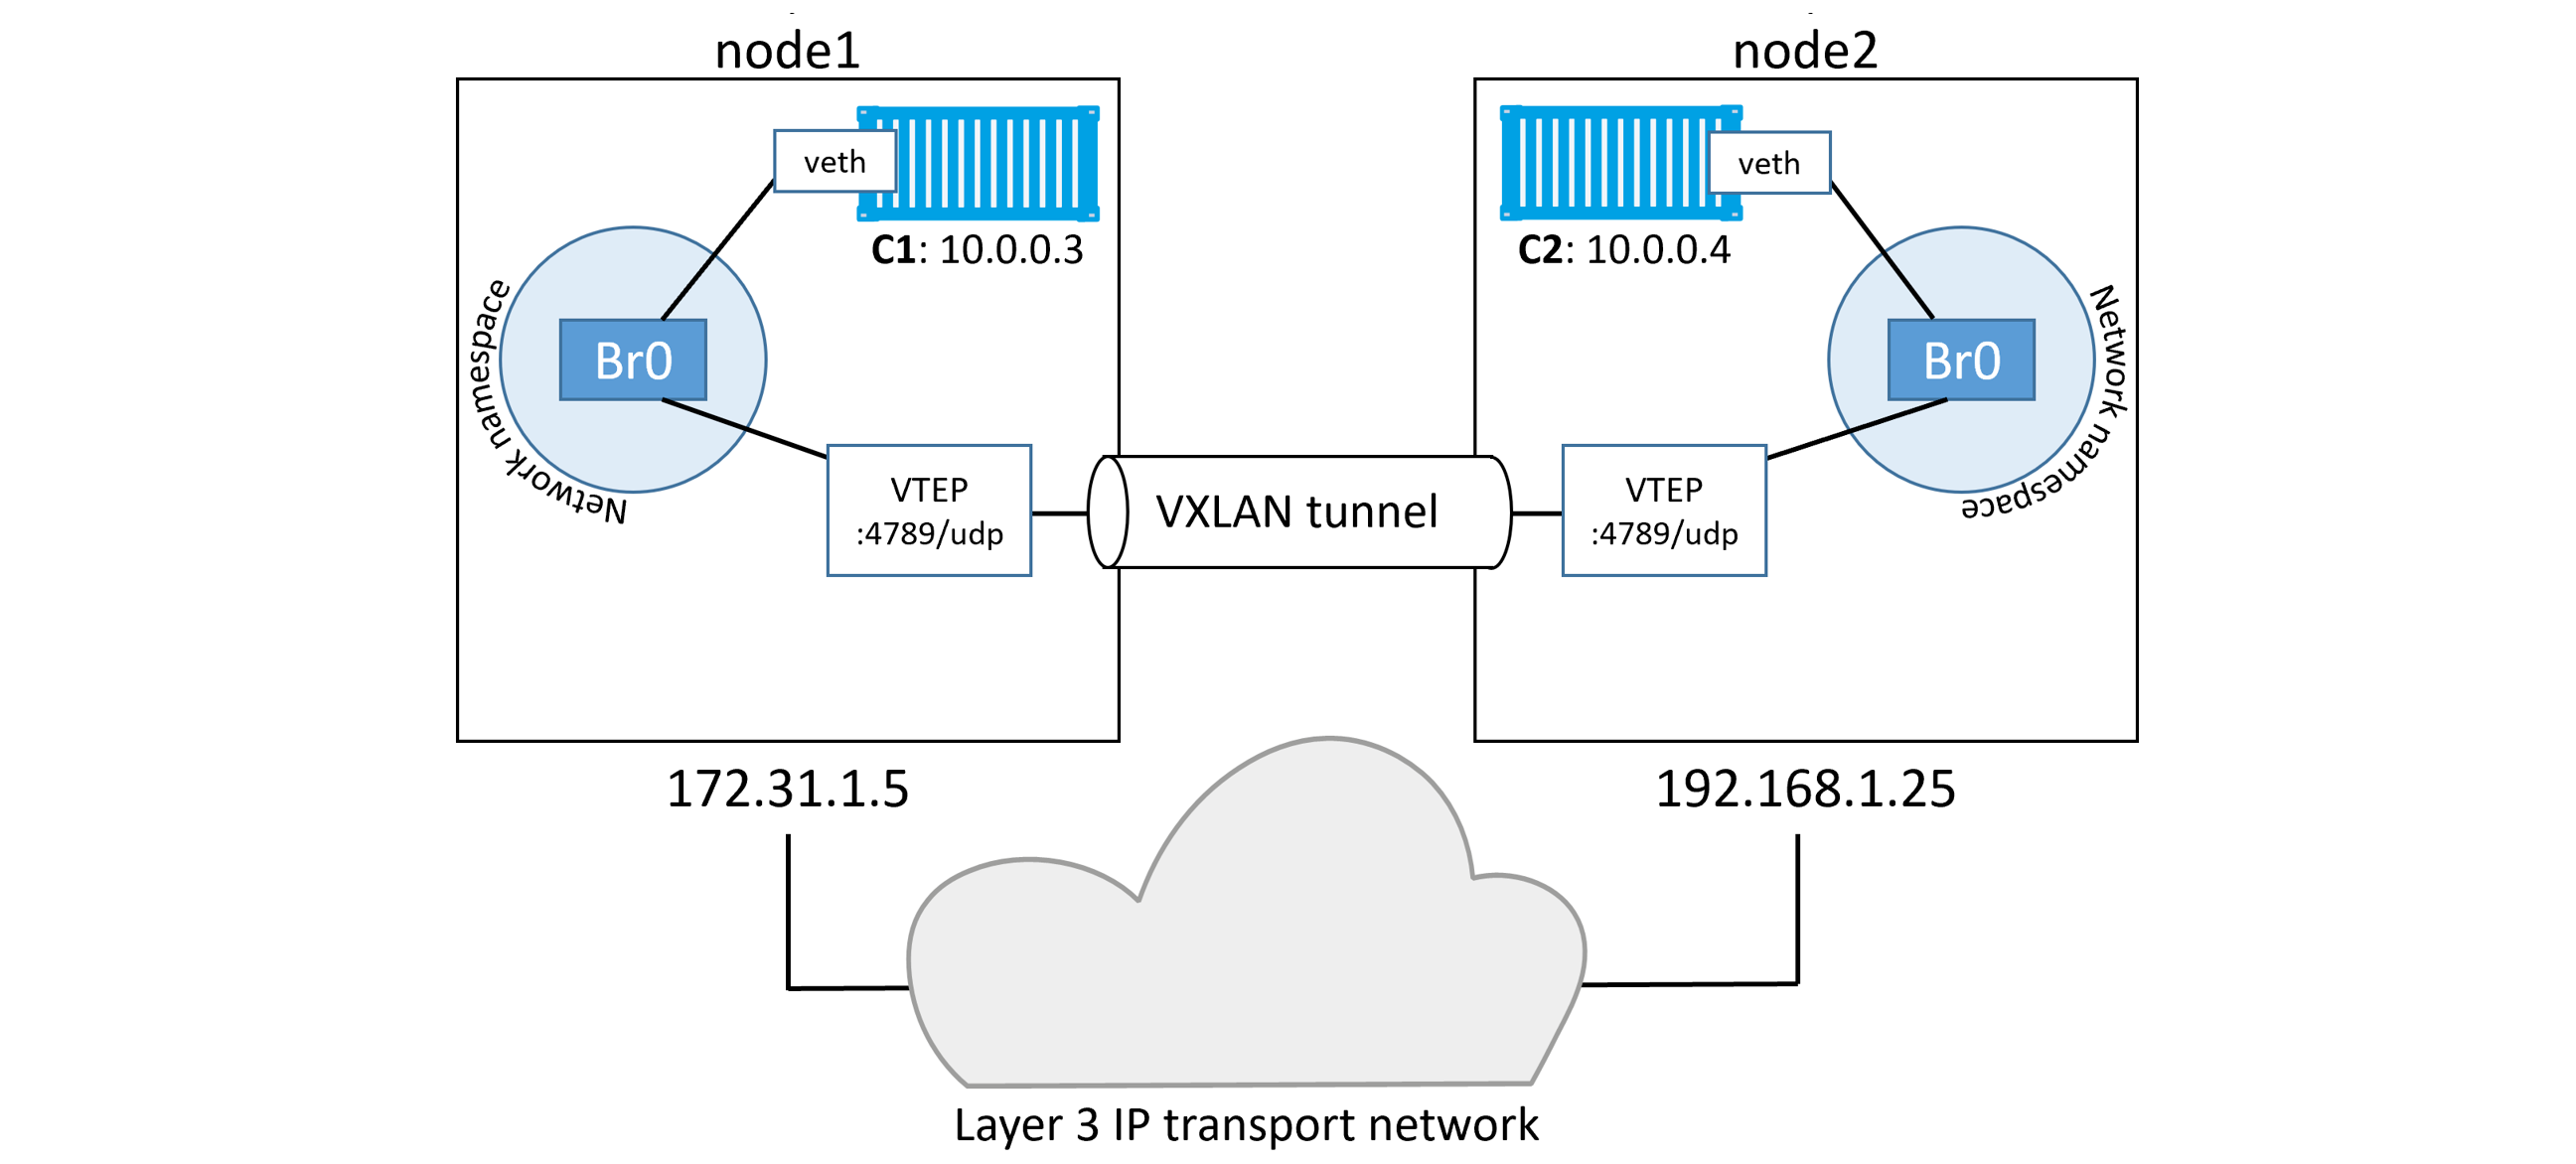 node1
node2
veth
veth
C1: 10.0.0.3
C2: 10.0.0.4
Network namespace
Br0
Br0
Network namespace
VTEP
:4789/udp
VXLAN tunnel
VTEP
:4789/udp
172.31.1.5
192.168.1.25
Layer 3 IP transport network